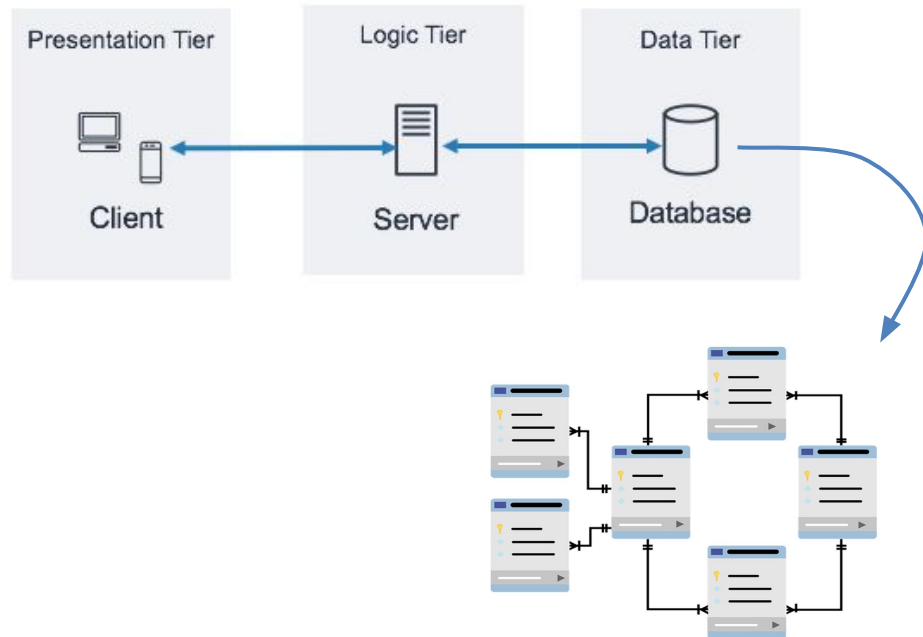 Presentation Tier
Logic Tier
Data Tier
Client
Server
Database